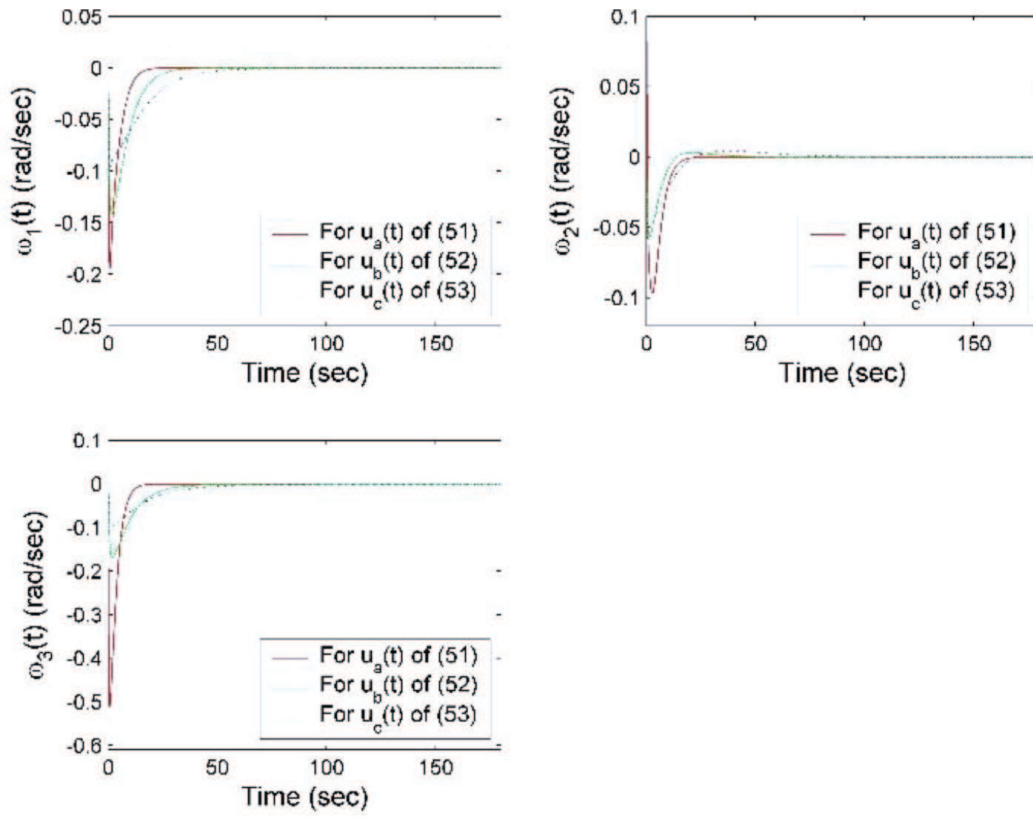 0.05
0
-0.05
-0.1
-0.15
-0.2
-0.25
ω1(t) (rad/sec)
For ua(t) of (51)
For ub(t) of (52)
For uc(t) of (53)
0 50 100 150
Time (sec)
0.1
0.05
0
-0.05
-0.1
ω2(t) (rad/sec)
For ua(t) of (51)
For ub(t) of (52)
For uc(t) of (53)
0 50 100 150
Time (sec)
0.1
0
-0.1
-0.2
-0.3
-0.4
-0.5
-0.6
ω3(t) (rad/sec)
For ua(t) of (51)
For ub(t) of (52)
For uc(t) of (53)
0 50 100 150
Time (sec)